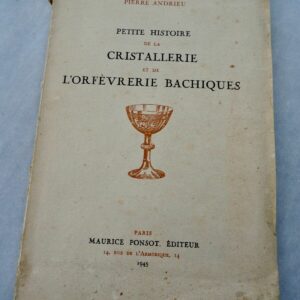 PIERRE ANDRIEU
PETITE HISTOIRE
DE LA
CRISTALLERIE
ET DE
L'ORFÈVRERIE BACHIQUES
PARIS
MAURICE PONSOT, ÉDITEUR
14, RUE DE L'ARMORIQUE, 14
1945